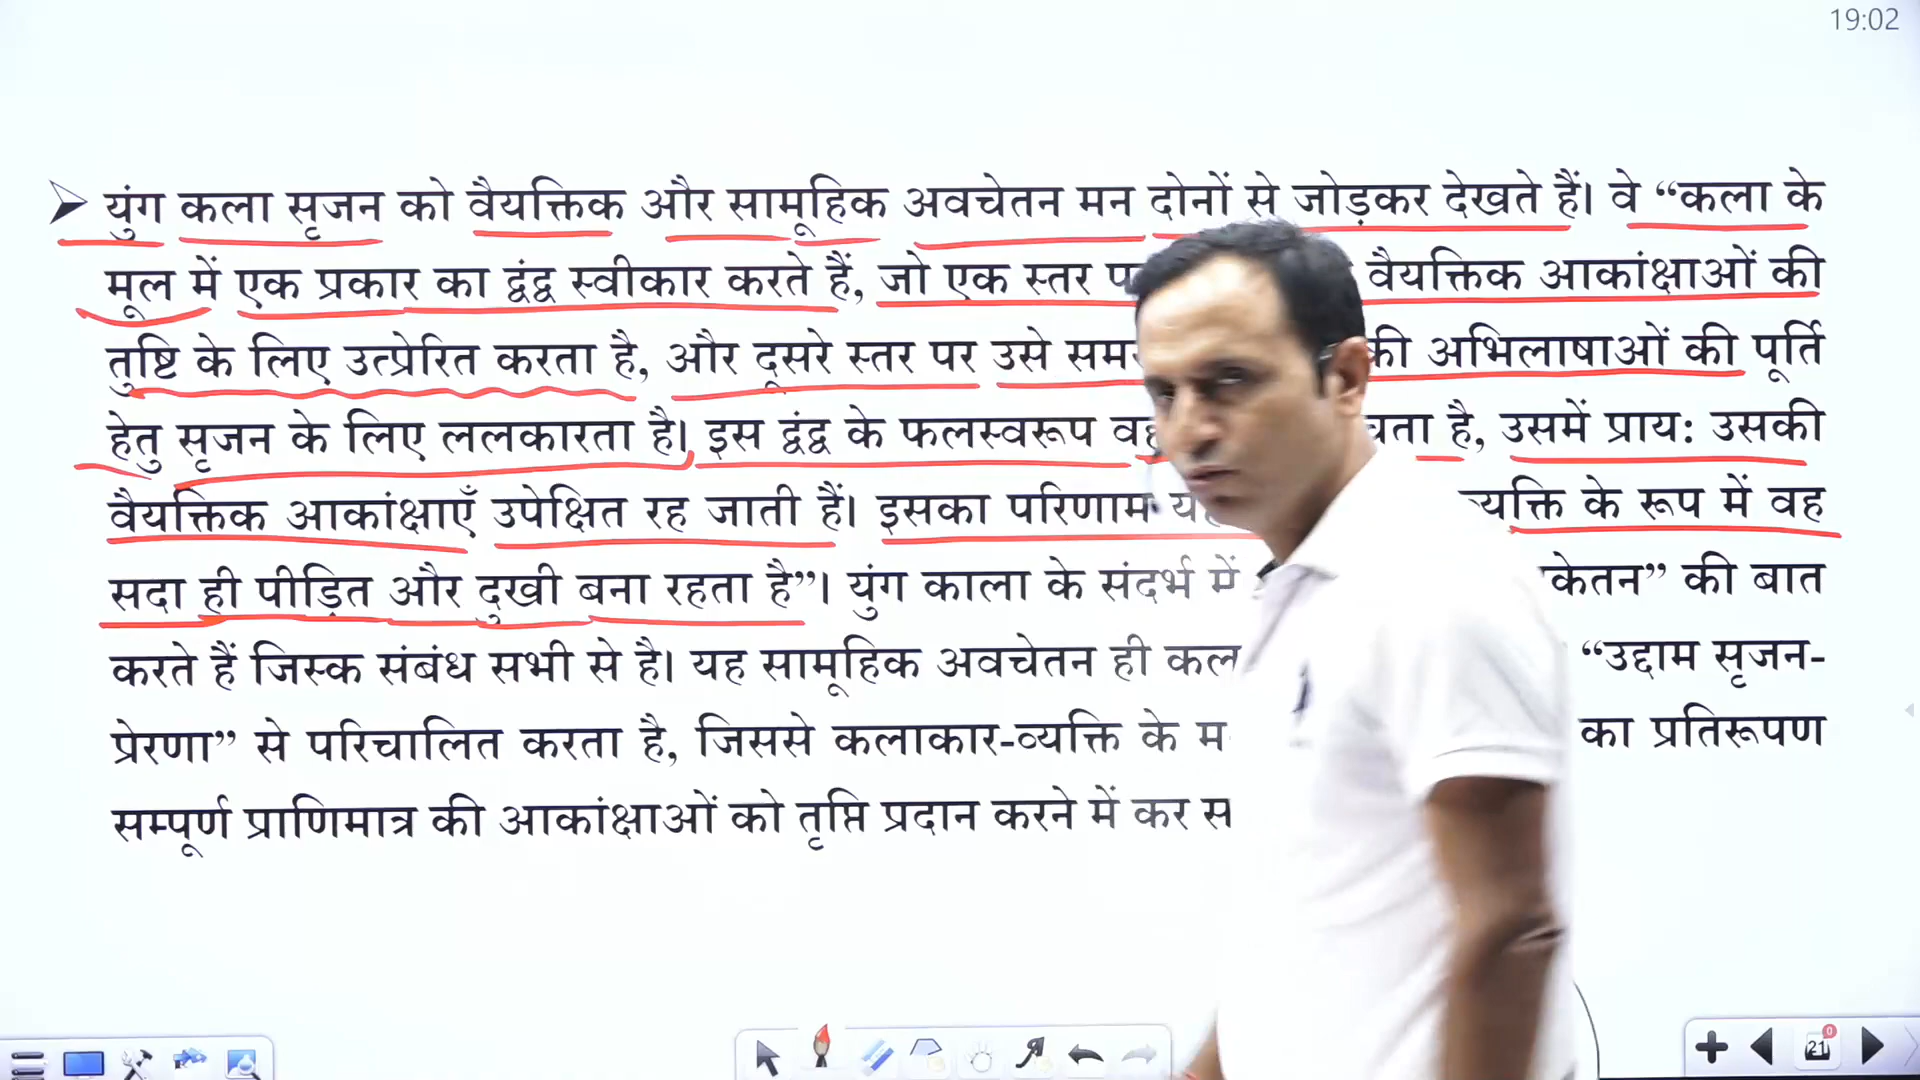 19:02
युंग कला सृजन को वैयक्तिक और सामूहिक अवचेतन मन दोनों से जोड़कर देखते हैं। वे “कला के
मूल में एक प्रकार का द्वंद्व स्वीकार करते हैं, जो एक स्तर वैयक्तिक आकांक्षाओं की
तुष्टि के लिए उत्प्रेरित करता है, और दूसरे स्तर पर उसे की अभिलाषाओं की पूर्ति
हेतु सृजन के लिए ललकारता है। इस द्वंद्व के फलस्वरूप है, उसमें प्राय: उसकी
वैयक्तिक आकांक्षाएँ उपेक्षित रह जाती हैं। इसका परिणाम के रूप में वह
सदा ही पीड़ित और दुखी बना रहता है”। युंग काला के संदर्भ में की बात
करते हैं जिस्क संबंध सभी से है। यह सामूहिक अवचेतन ही “उद्दाम सृजन-
प्रेरणा” से परिचालित करता है, जिससे कलाकार-व्यक्ति के का प्रतिरूपण
सम्पूर्ण प्राणिमात्र की आकांक्षाओं को तृप्ति प्रदान करने में कर
0
21